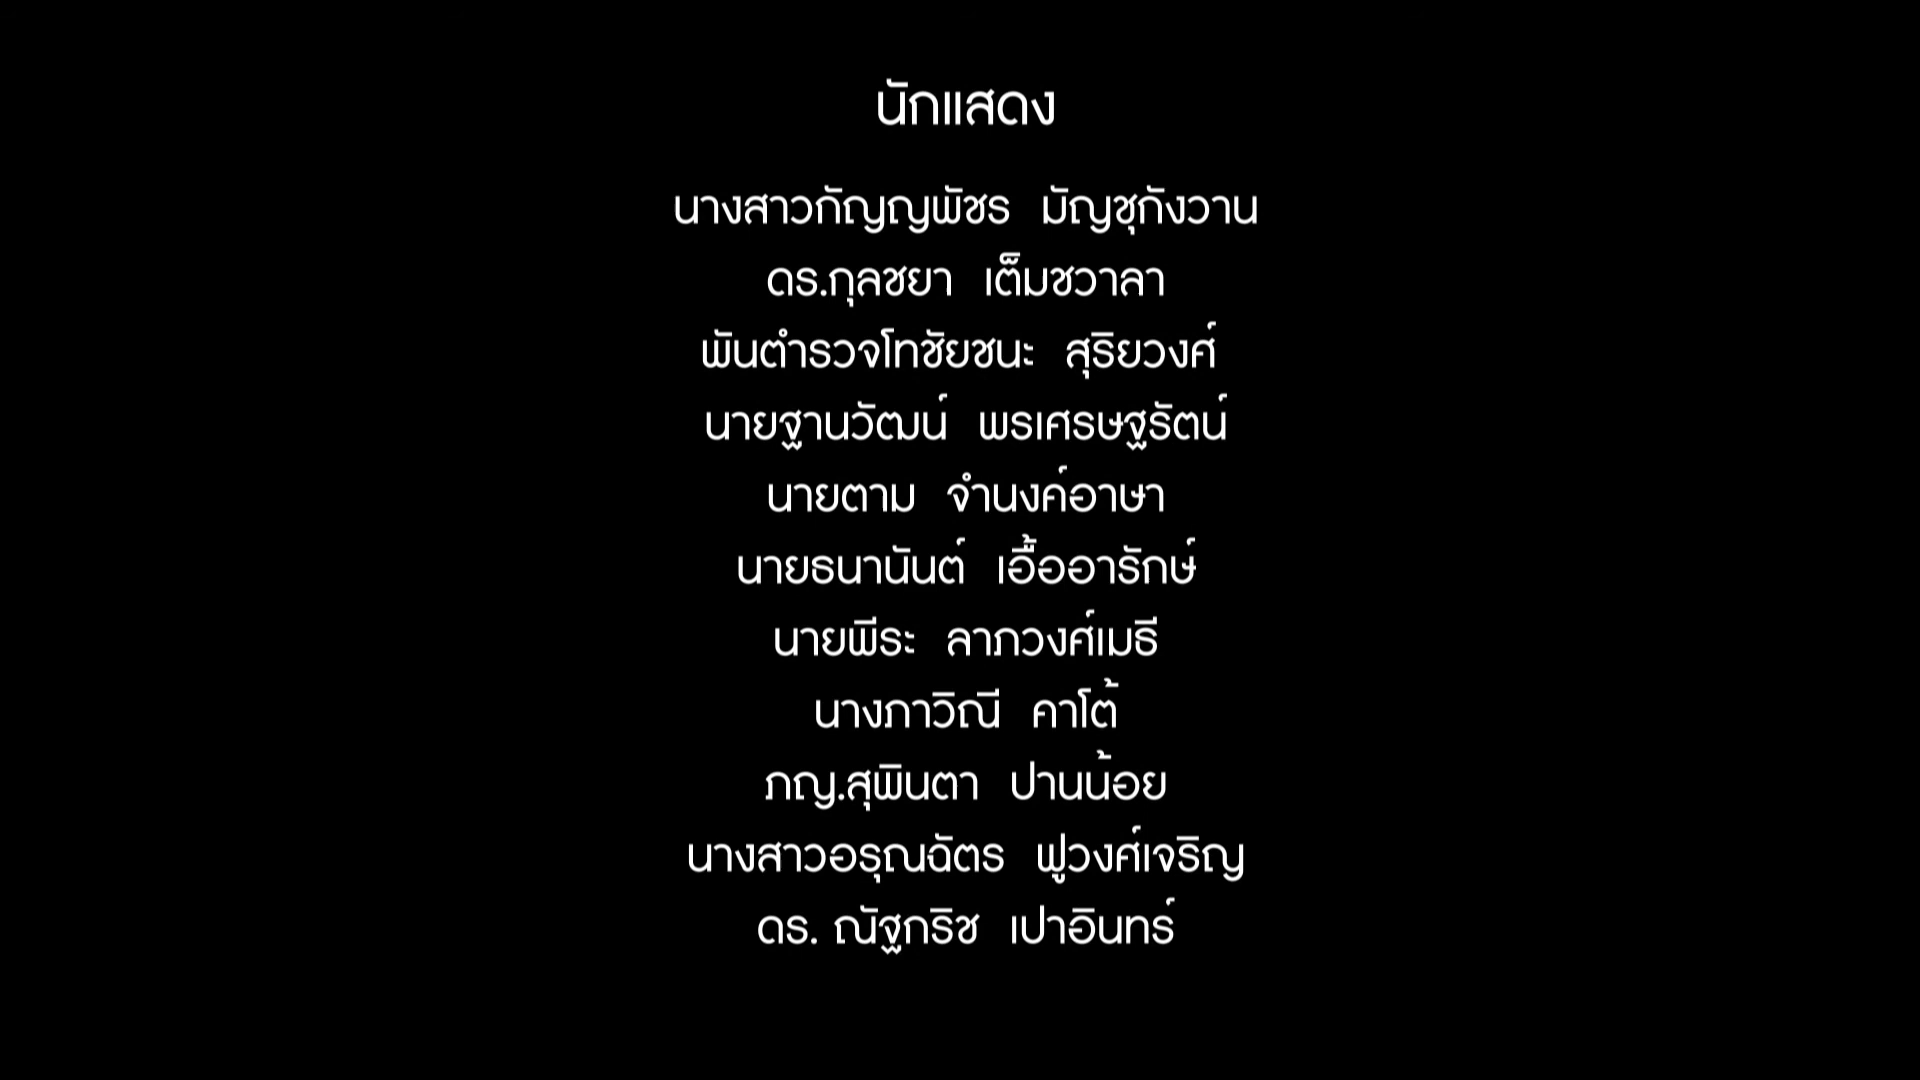 นักแสดง
นางสาวกัญญพัชร มัญชุกังวาน
ดร.กุลชยา เต็มชวาลา
พันตำรวจโทชัยชนะ สุริยวงศ์
นายฐานวัฒน์ พรเศรษฐรัตน์
นายตาม จำนงค์อาษา
นายธนานันต์ เอื้ออารักษ์
นายพีระ ลาภวงศ์เมธี
นางภาวิณี คาโต้
ภญ.สุพินตา ปานน้อย
นางสาวอรุณฉัตร ฟูวงศ์เจริญ
ดร. ณัฐกริช เปาอินทร์